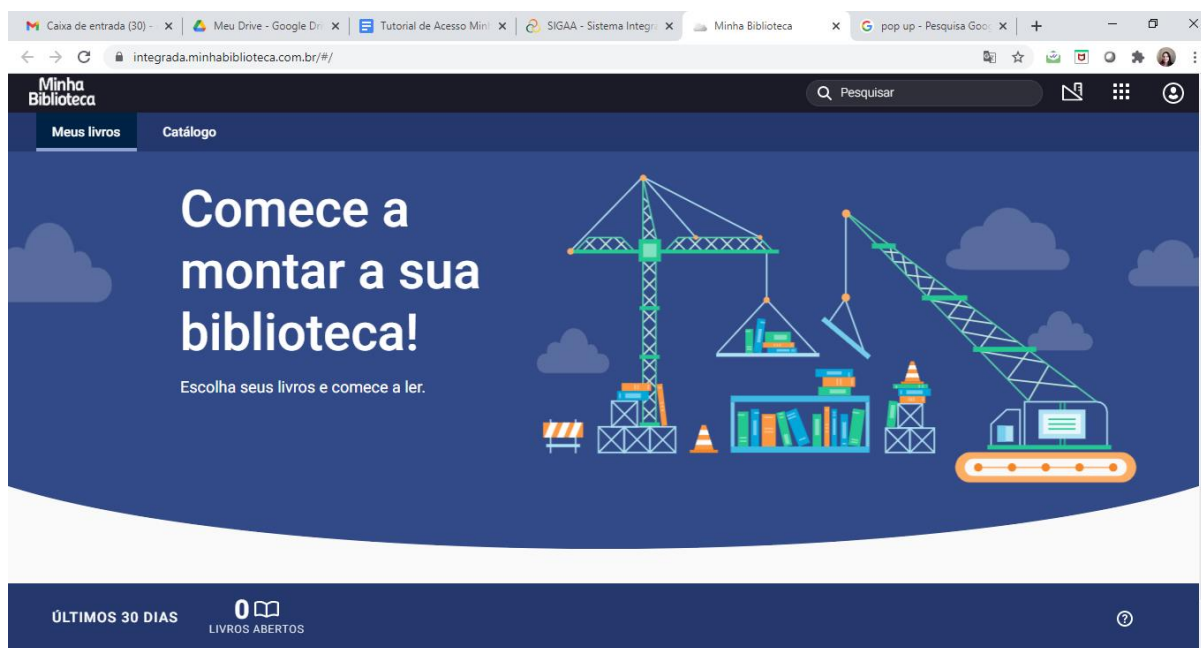 Caixa de entrada (30) -
Meu Drive - Google Dri
Tutorial de Acesso Minh
SIGAA - Sistema Integra
Minha Biblioteca
pop up - Pesquisa Goog
integrada.minhabiblioteca.com.br/#/
Minha
Biblioteca
Pesquisar
Meus livros
Catálogo
Comece a
montar a sua
biblioteca!
Escolha seus livros e comece a ler.
ÚLTIMOS 30 DIAS
0
LIVROS ABERTOS